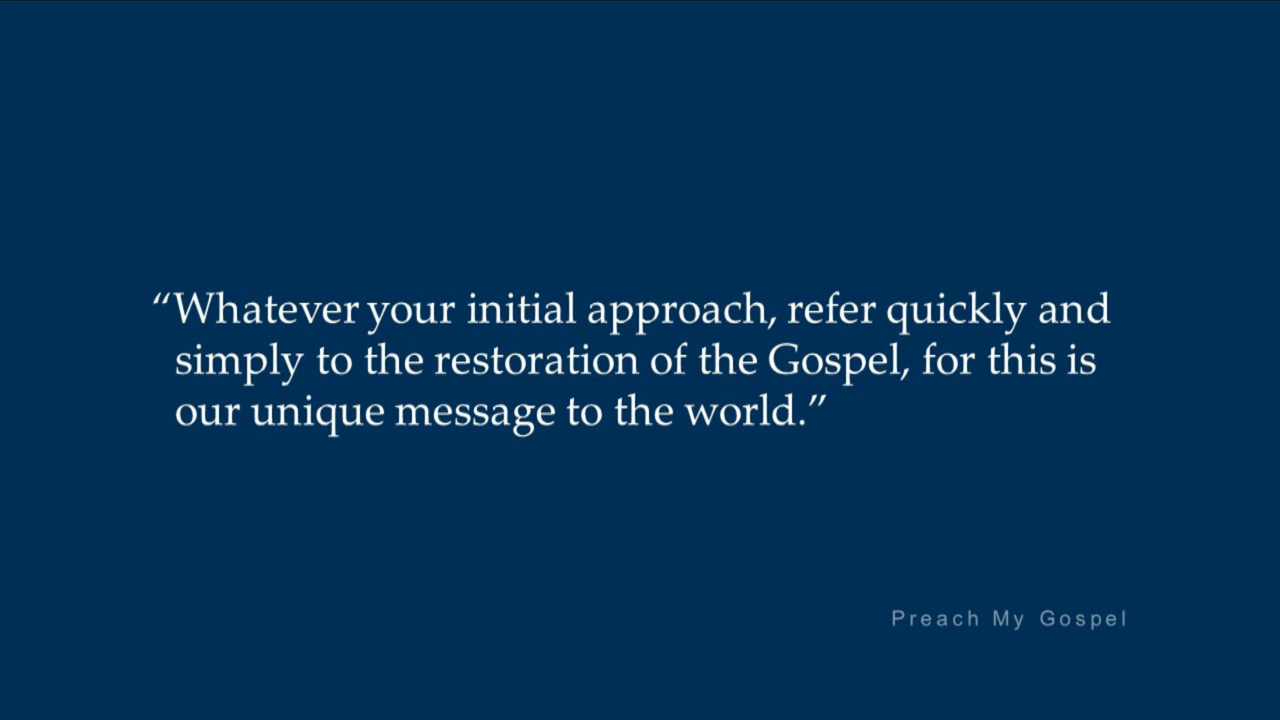 “Whatever your initial approach, refer quickly and
simply to the restoration of the Gospel, for this is
our unique message to the world.”
Preach My Gospel